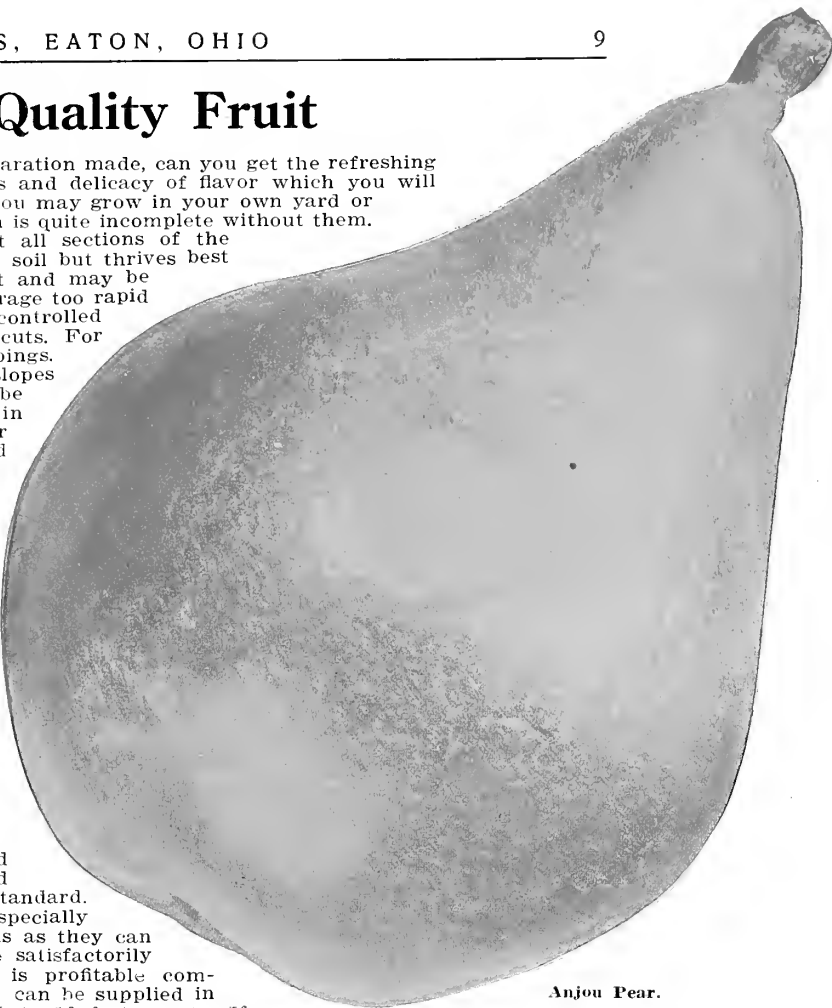 S, EATON, OHIO 9
Quality Fruit
aration made, can you get the refreshing
s and delicacy of flavor which you will
ou may grow in your own yard or
is quite incomplete without them.
t all sections of the
soil but thrives best
t and may be
rage too rapid
controlled
cuts. For
pings.
lopes
be
in
r
d
d
tandard.
specially
s as they can
satisfactorily
is profitable com-
can be supplied in
Anjou Pear.